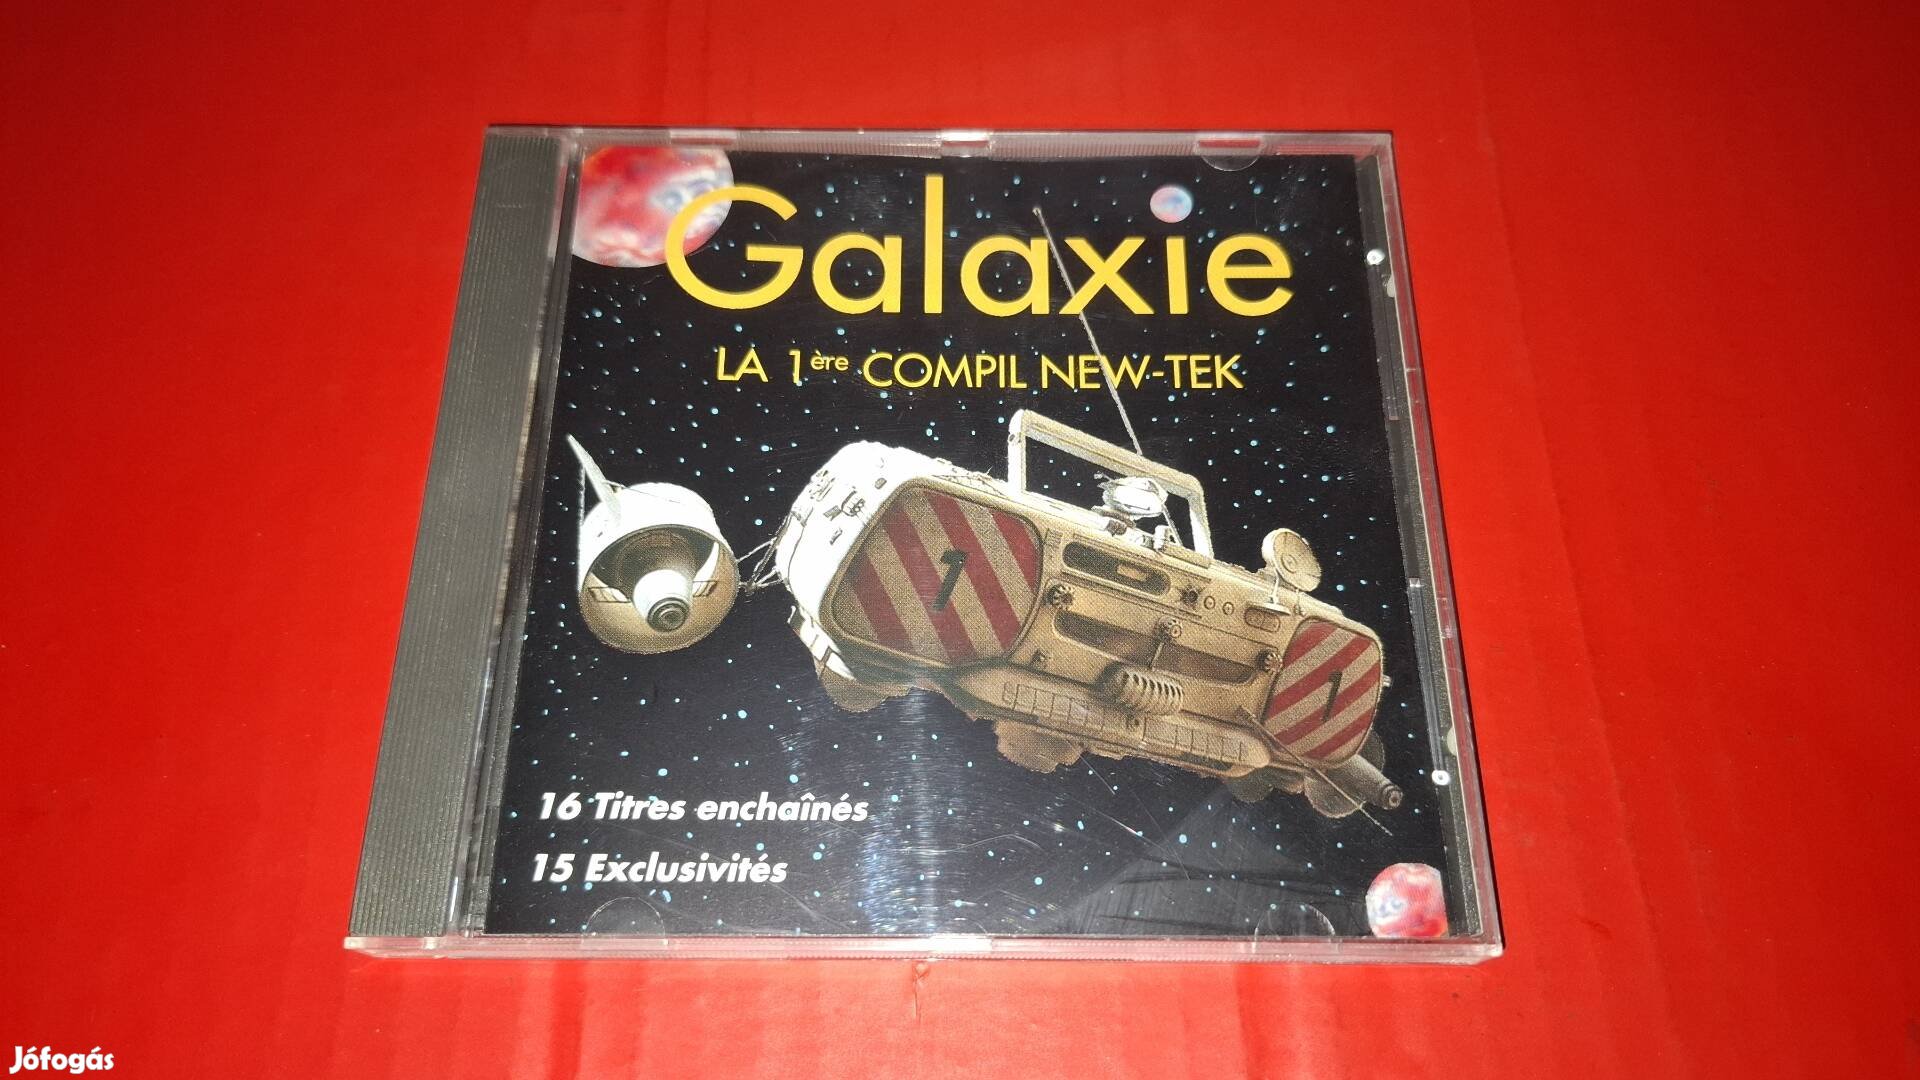 Galaxie
LA 1ère COMPIL NEW-TEK
1
1
16 Titres enchaînés
15 Exclusivités
Jófogás